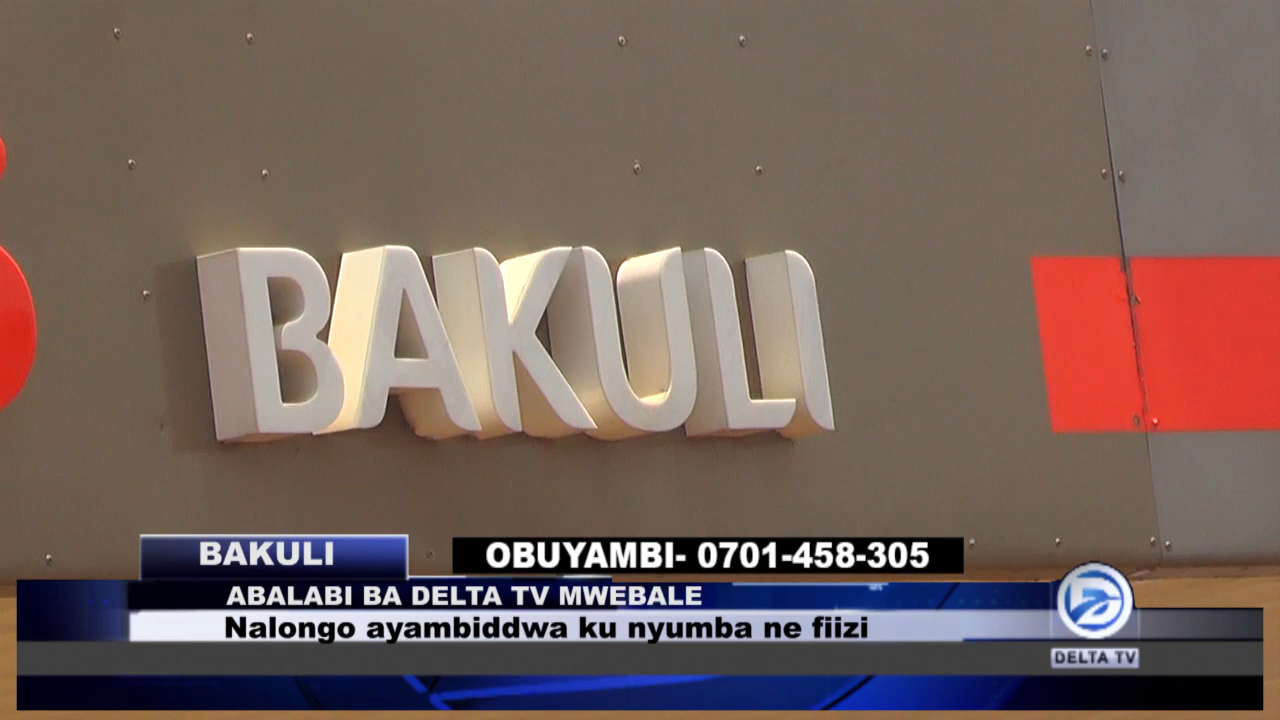 BAKULI
BAKULI
OBUYAMBI- 0701-458-305
ABALABI BA DELTA TV MWEBALE
Nalongo ayambiddwa ku nyumba ne fiizi
DELTA TV